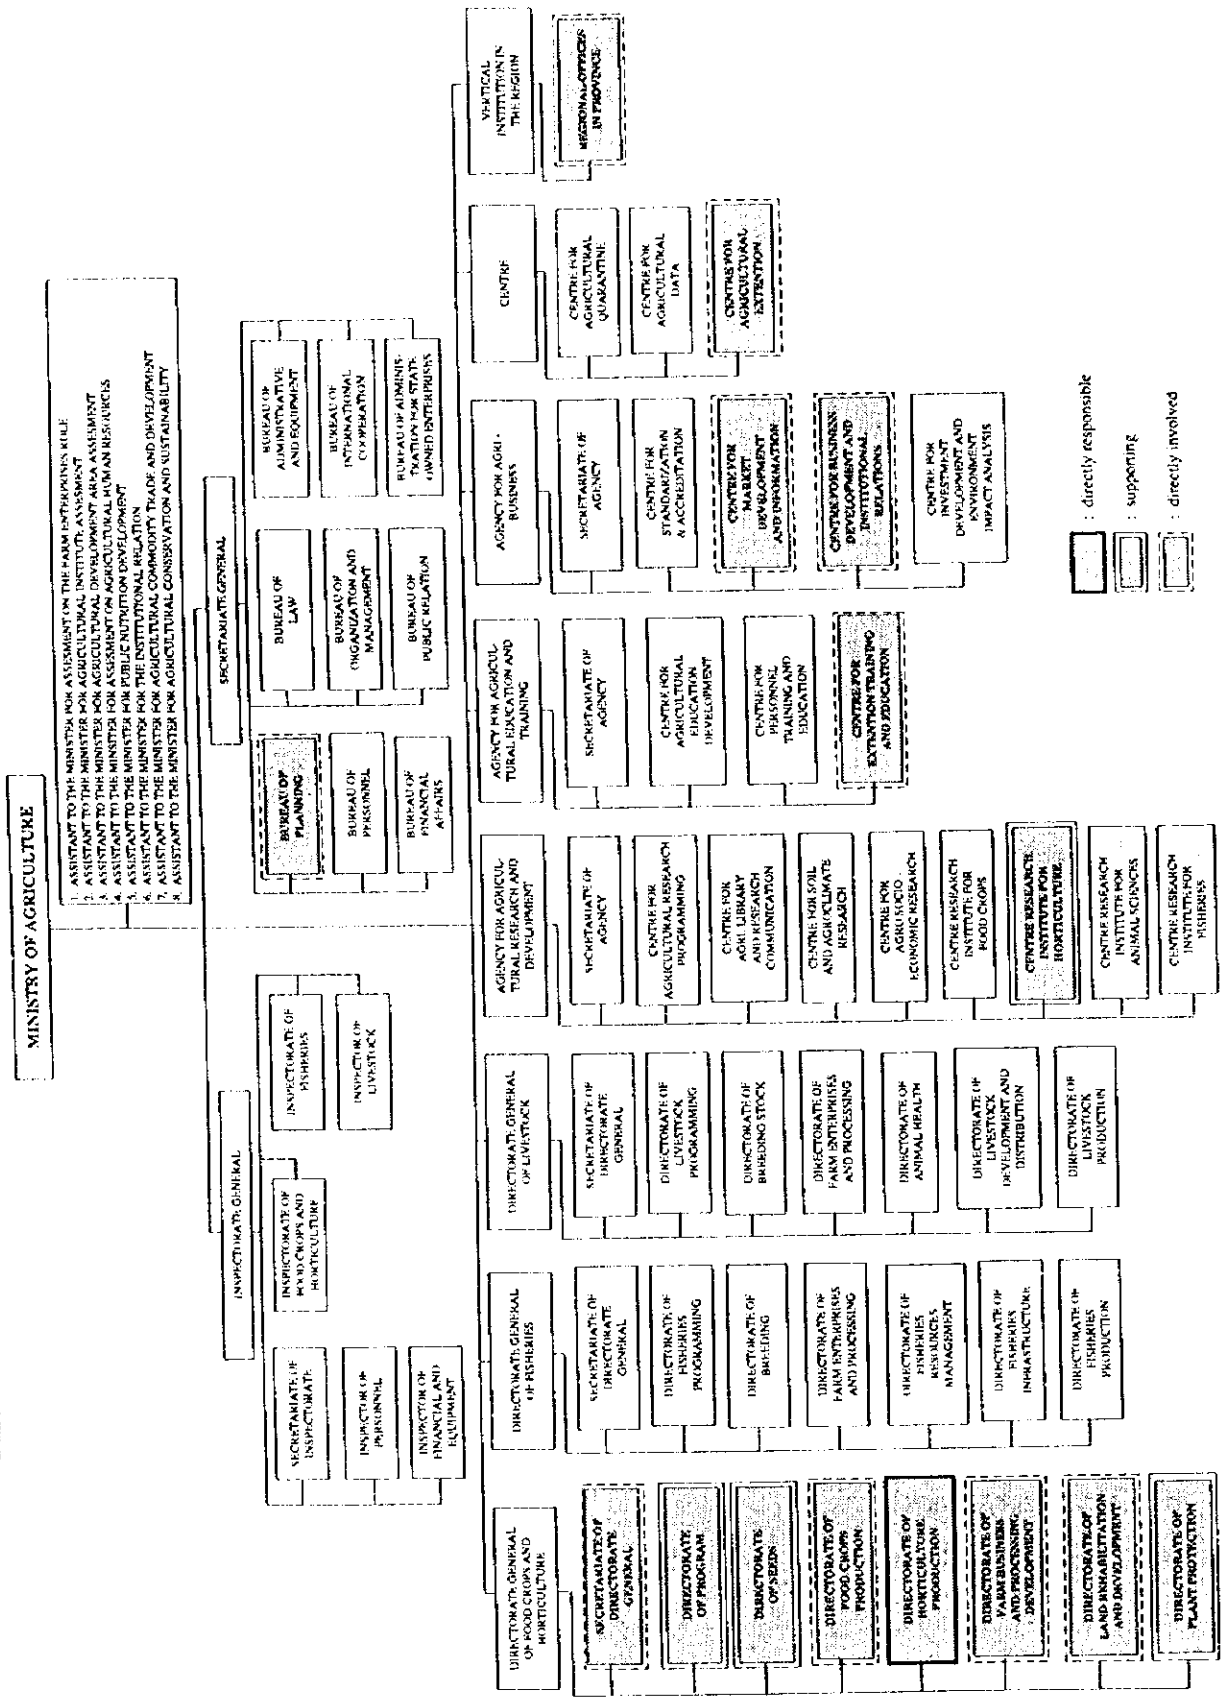 MINISTRY OF AGRICULTURE
1. ASSISTANT TO THE MINISTER FOR ASSESMENT ON THE FARM ENTERPRISES ROLE
2. ASSISTANT TO THE MINISTER FOR AGRICULTURAL INSTITUTE ASSESMENT
3. ASSISTANT TO THE MINISTER FOR AGRICULTURAL DEVELOPMENT AREA ASSESMENT
4. ASSISTANT TO THE MINSITER FOR ASSESMENT ON AGRICULTURAL HUMAN RESOURCES
5. ASSISTANT TO THE MINISTER FOR PUBLIC NUTRITION DEVELOPMENT
6. ASSISTANT TO THE MINISTER FOR THE INSTITUTIONAL RELATION
7. ASSISTANT TO THE MINISTER FOR AGRICULTURAL COMMODITY TRADE AND DEVELOPMENT
8. ASSISTANT TO THE MINISTER FOR AGRICULTURAL CONSERVATION AND SUSTAINABILITY
INSPECTORATE GENERAL
SECRETARIATE OF
INSPECTORATE
INSPECTOR OF
PERSONNEL
INSPECTOR OF
FINANCIAL AND
EQUIPMENT
INSPECTORATE OF
FOOD CROPS AND
HORTICULTURE
INSPECTORATE OF
FISHERIES
INSPECTOR OF
LIVESTOCK
SECRETARIATE GENERAL
BUREAU OF
PLANNING
BUREAU OF
PERSONNEL
BUREAU OF
FINANCIAL
AFFAIRS
BUREAU OF
LAW
BUREAU OF
ORGANIZATION AND
MANAGEMENT
BUREAU OF
PUBLIC RELATION
BUREAU OF
ADMINISTRATIVE
AND EQUIPMENT
BUREAU OF
INTERNATIONAL
COOPERATION
BUREAU OF ADMINIS-
TRATION FOR STATE
OWNED ENTERPRISES
DIRECTORATE GENERAL
OF FOOD CROPS AND
HORTICULTURE
SECRETARIATE OF
DIRECTORATE
GENERAL
DIRECTORATE
OF PROGRAM
DIRECTORATE
OF SEEDS
DIRECTORATE OF
FOOD CROPS
PRODUCTION
DIRECTORATE OF
HORTICULTURE
PRODUCTION
DIRECTORATE OF
FARM BUSINESS
AND PROCESSING
DEVELOPMENT
DIRECTORATE OF
LAND REHABILITATION
AND DEVELOPMENT
DIRECTORATE OF
PLANT PROTECTION
DIRECTORATE GENERAL
OF FISHERIES
SECRETARIATE OF
DIRECTORATE
GENERAL
DIRECTORATE OF
FISHERIES
PROGRAMMING
DIRECTORATE OF
BREEDING
DIRECTORATE OF
FARM ENTERPRISES
AND PROCESSING
DIRECTORATE OF
FISHERIES
RESOURCES
MANAGEMENT
DIRECTORATE OF
FISHERIES
INFRASTRUCTURE
DIRECTORATE OF
FISHERIES
PRODUCTION
DIRECTORATE GENERAL
OF LIVESTOCK
SECRETARIATE OF
DIRECTORATE
GENERAL
DIRECTORATE OF
LIVESTOCK
PROGRAMMING
DIRECTORATE OF
BREEDING STOCK
DIRECTORATE OF
FARM ENTERPRISES
AND PROCESSING
DIRECTORATE OF
ANIMAL HEALTH
DIRECTORATE OF
LIVESTOCK
DEVELOPMENT AND
DISTRIBUTION
DIRECTORATE OF
LIVESTOCK
PRODUCTION
AGENCY FOR AGRICUL-
TURAL RESEARCH AND
DEVELOPMENT
SECRETARIATE OF
AGENCY
CENTRE FOR
AGRICULTURAL RESEARCH
PROGRAMMING
CENTRE FOR
AGRI. LIBRARY
AND RESEARCH
COMMUNICATION
CENTRE FOR SOIL
AND AGROCLIMATE
RESEARCH
CENTRE FOR
AGRO SOCIO -
ECONOMIC RESEARCH
CENTRE RESEARCH
INSTITUTE FOR
FOOD CROPS
CENTRE RESEARCH
INSTITUTE FOR
HORTICULTURE
CENTRE RESEARCH
INSTITUTE FOR
ANIMAL SCIENCES
CENTRE RESEARCH
INSTITUTE FOR
FISHERIES
AGENCY FOR AGRICUL-
TURAL EDUCATION AND
TRAINING
SECRETARIATE OF
AGENCY
CENTRE FOR
AGRICULTURAL
EDUCATION
DEVELOPMENT
CENTRE FOR
PERSONNEL
TRAINING AND
EDUCATION
CENTRE FOR
EXTENTION TRAINING
AND EDUCATION
AGENCY FOR AGRI-
BUSINESS
SECRETARIATE OF
AGENCY
CENTRE FOR
STANDARDIZATION
& ACCREDITATION
CENTRE FOR
MARKET
DEVELOPMENT
AND INFORMATION
CENTRE FOR BUSINESS
DEVELOPMENT AND
INSTITUTIONAL
RELATIONS
CENTRE FOR
INVESTMENT
DEVELOPMENT AND
ENVIRONMENT
IMPACT ANALYSIS
CENTRE
CENTRE FOR
AGRICULTURAL
QUARANTINE
CENTRE FOR
AGRICULTURAL
DATA
CENTRE FOR
AGRICULTURAL
EXTENTION
VERTICAL
INSTITUTION IN
THE REGION
REGIONAL OFFICES
IN PROVINCE
: directly responsible
: supporting
: directly involved